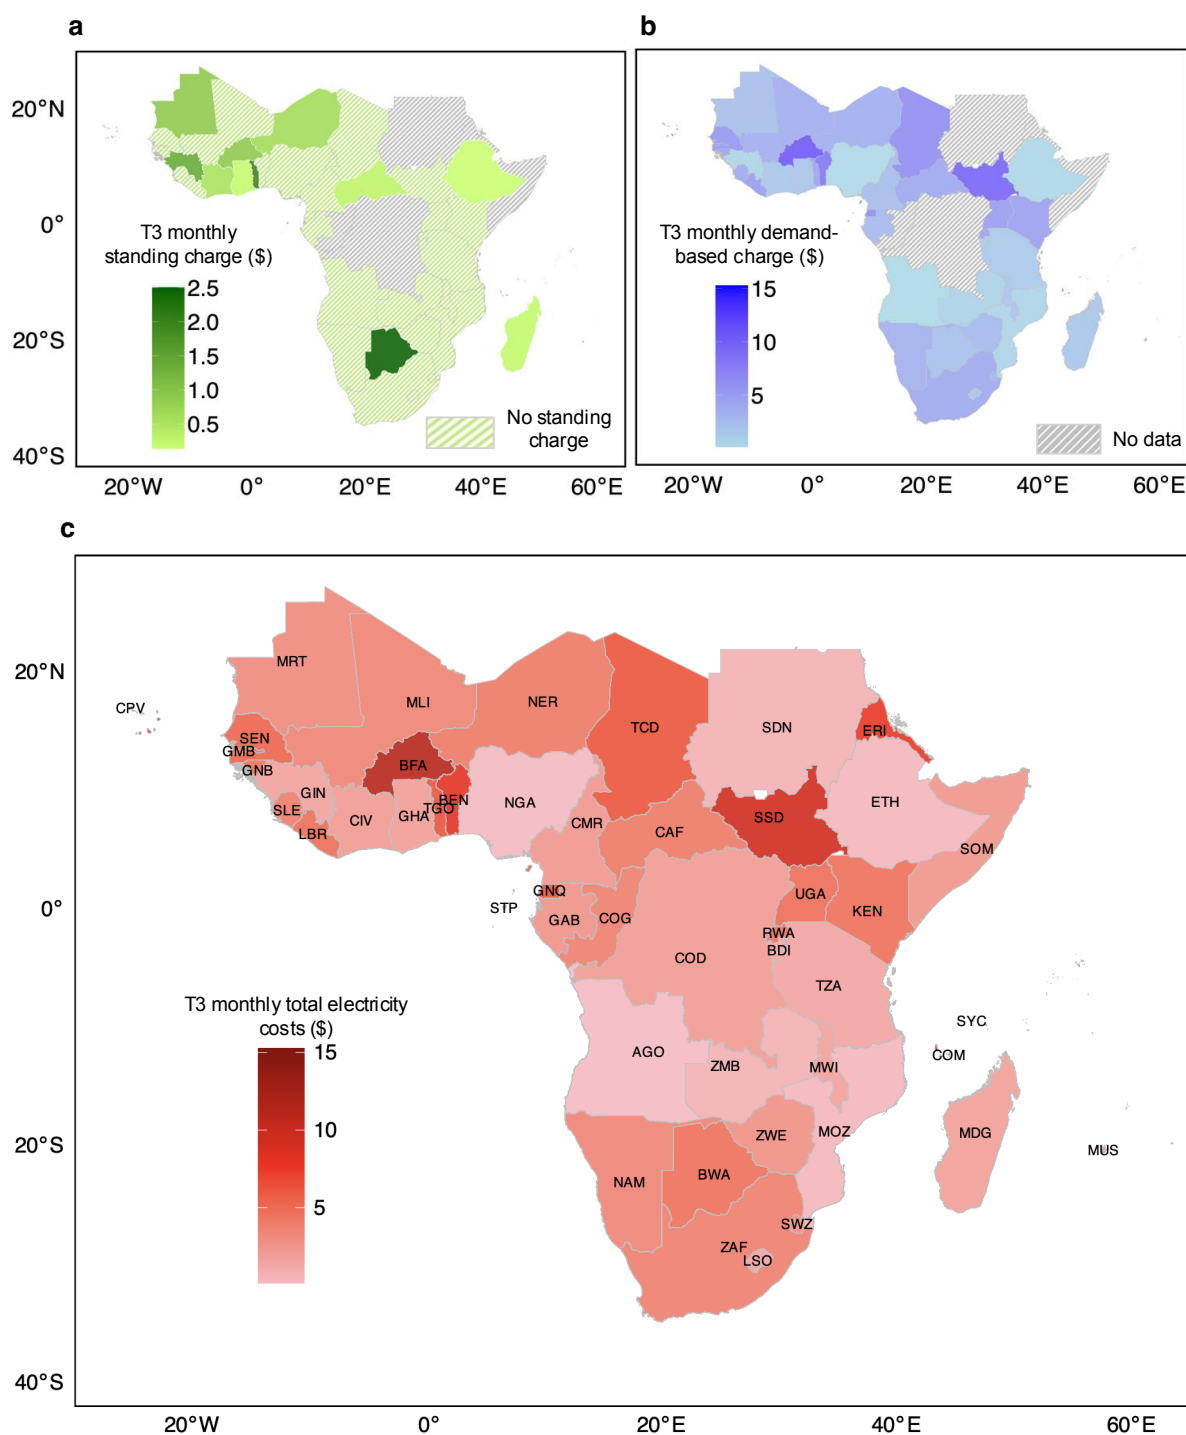 a
b
20°N
0°
20°S
40°S
T3 monthly
standing charge ($)
2.5
2.0
1.5
1.0
0.5
No standing
charge
T3 monthly demand-
based charge ($)
15
10
5
No data
20°W
0°
20°E
40°E
60°E
20°W
0°
20°E
40°E
60°E
c
20°N
0°
20°S
40°S
CPV
MRT
MLI
NER
TCD
SDN
ERI
SEN
GMB
GNB
GIN
SLE
LBR
CIV
BFA
GHA
TGO
BEN
NGA
CMR
CAF
SSD
ETH
SOM
STP
GNQ
GAB
COG
UGA
KEN
RWA
BDI
COD
TZA
SYC
COM
AGO
ZMB
MWI
MOZ
ZWE
MDG
MUS
NAM
BWA
SWZ
ZAF
LSO
T3 monthly total electricity
costs ($)
15
10
5
20°W
0°
20°E
40°E
60°E